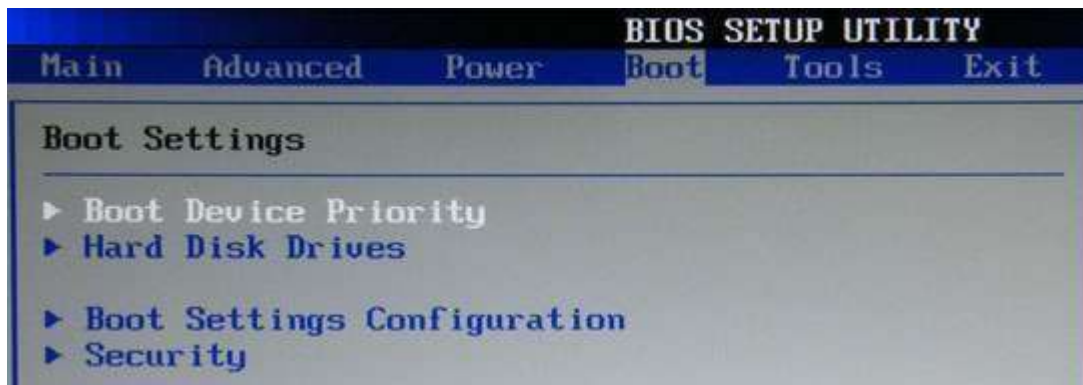 BIOS SETUP UTILITY
Main Advanced Power Boot Tools Exit
Boot Settings
Boot Device Priority
Hard Disk Drives
Boot Settings Configuration
Security